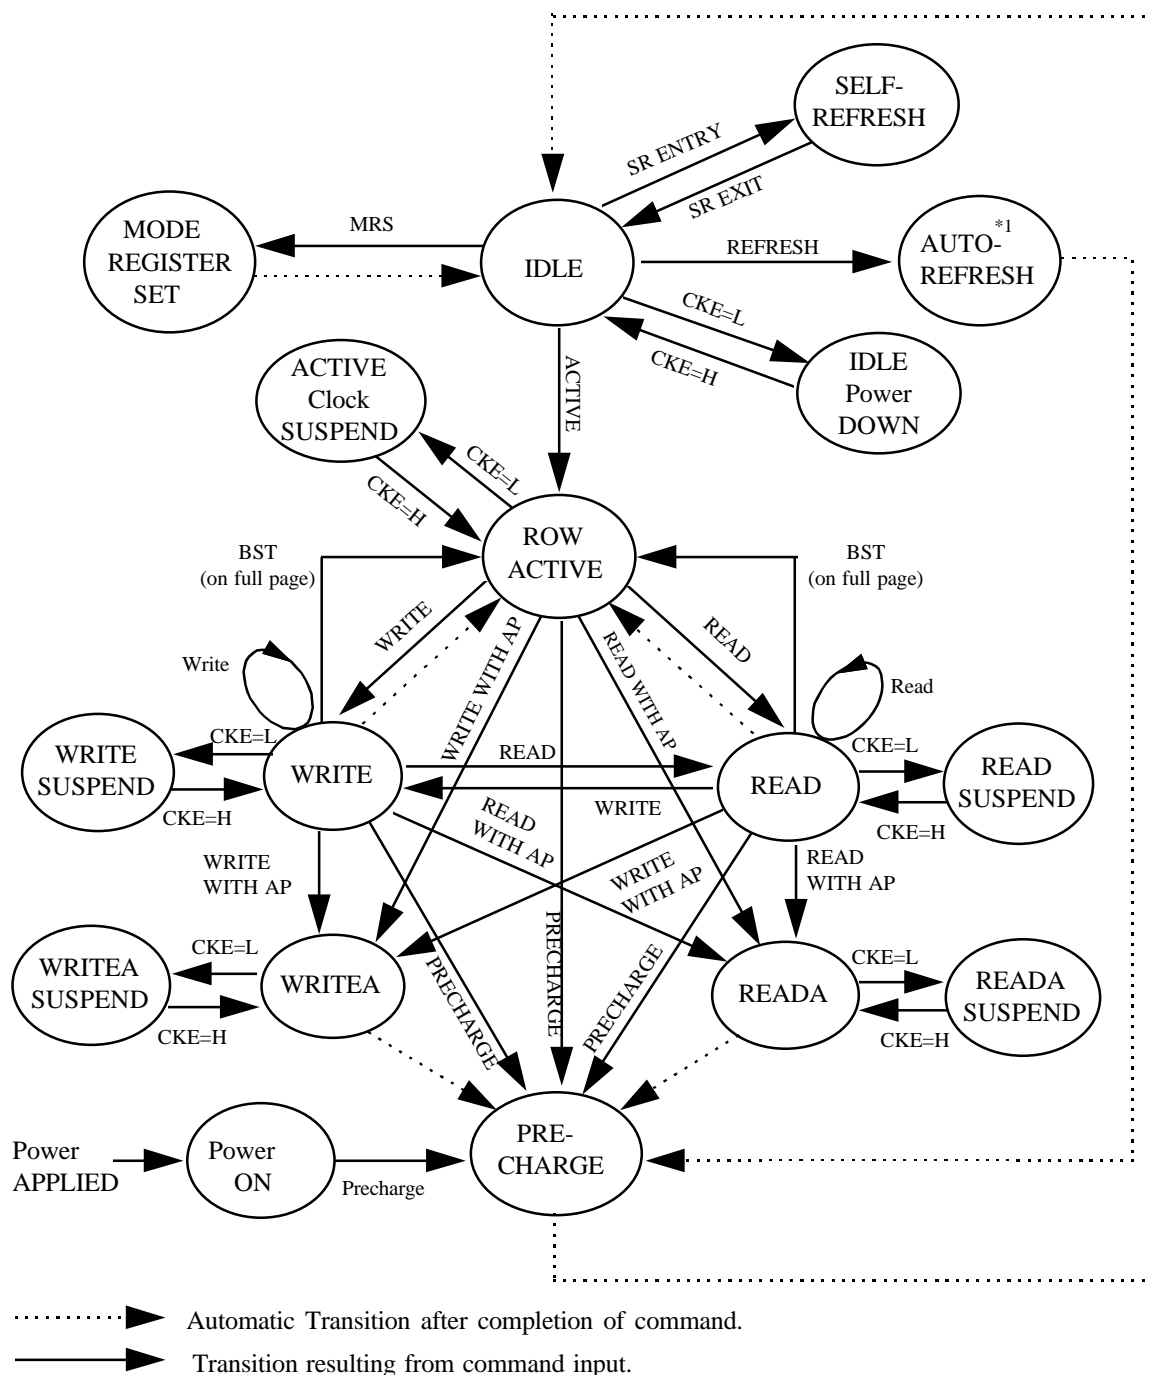 SELF-
REFRESH
SR ENTRY
SR EXIT
MODE
REGISTER
SET
MRS
IDLE
REFRESH
*1
AUTO-
REFRESH
CKE=L
CKE=H
IDLE
Power
DOWN
ACTIVE
Clock
SUSPEND
ACTIVE
CKE=L
CKE=H
ROW
ACTIVE
BST
(on full page)
BST
(on full page)
WRITE
WRITE WITH AP
READ WITH AP
READ
Write
Read
WRITE
SUSPEND
CKE=L
CKE=H
WRITE
READ
WRITE
READ
CKE=L
CKE=H
READ
SUSPEND
READ
WITH AP
WRITE
WITH AP
WRITE
WITH AP
READ
WITH AP
WRITEA
SUSPEND
CKE=L
CKE=H
WRITEA
PRECHARGE
PRECHARGE
PRECHARGE
READA
CKE=L
CKE=H
READA
SUSPEND
Power
APPLIED
Power
ON
Precharge
PRE-
CHARGE
Automatic Transition after completion of command.
Transition resulting from command input.